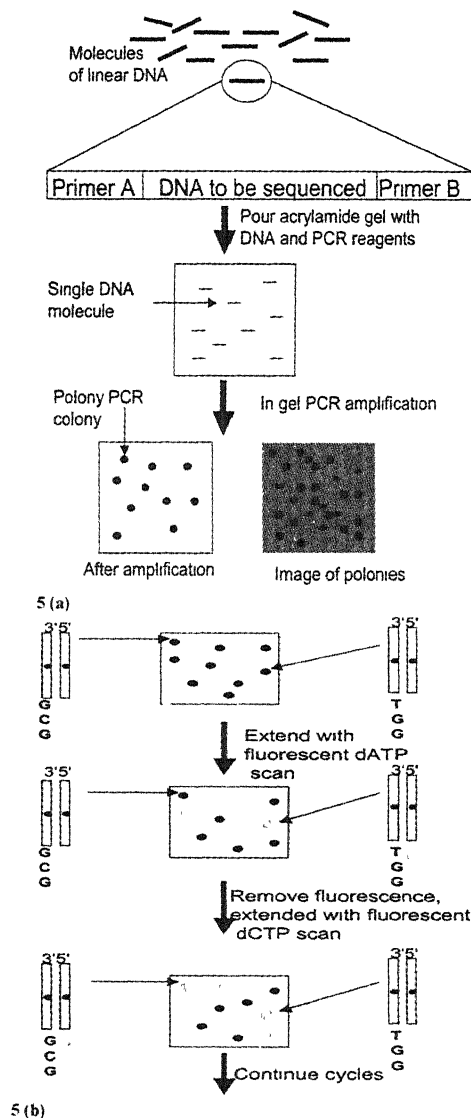 Molecules
of linear DNA
Primer A DNA to be sequenced Primer B
Pour acrylamide gel with
DNA and PCR reagents
Single DNA
molecule
Polony PCR
colony
In gel PCR amplification
After amplification
Image of polonies
5 (a)
3'5'
G
C
G
3'5'
T
G
G
Extend with
fluorescent dATP
scan
3'5'
G
C
G
3'5'
T
G
G
Remove fluorescence,
extended with fluorescent
dCTP scan
3'5'
G
C
G
3'5'
T
G
G
Continue cycles
5 (b)